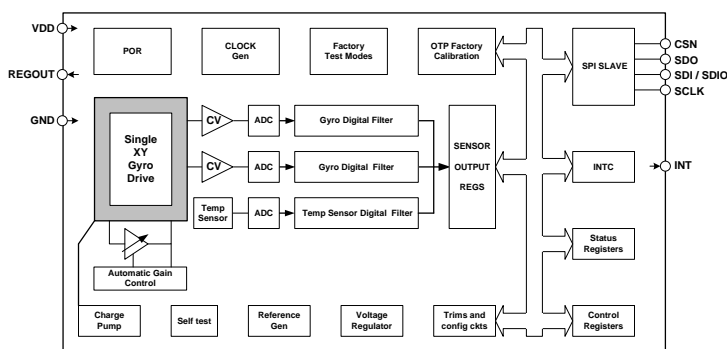 VDD
REGOUT
GND
POR
CLOCK
Gen
Factory
Test Modes
OTP Factory
Calibration
SPI SLAVE
CSN
SDO
SDI / SDIO
SCLK
Single
XY
Gyro
Drive
CV
ADC
Gyro Digital Filter
CV
ADC
Gyro Digital Filter
Temp
Sensor
ADC
Temp Sensor Digital Filter
SENSOR
OUTPUT
REGS
INTC
INT
Automatic Gain
Control
Status
Registers
Charge
Pump
Self test
Reference
Gen
Voltage
Regulator
Trims and
config ckts
Control
Registers